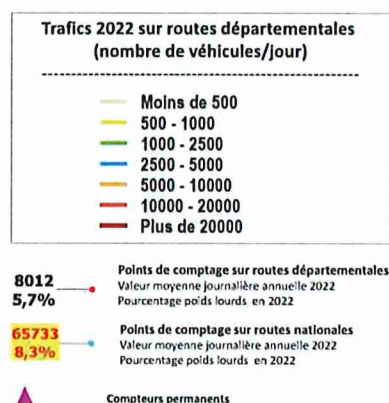 Trafics 2022 sur routes départementales
(nombre de véhicules/jour)
Moins de 500
500 - 1000
1000 - 2500
2500 - 5000
5000 - 10000
10000 - 20000
Plus de 20000
8012
5,7%
Points de comptage sur routes départementales
Valeur moyenne journalière annuelle 2022
Pourcentage poids lourds en 2022
65733
8,3%
Points de comptage sur routes nationales
Valeur moyenne journalière annuelle 2022
Pourcentage poids lourds en 2022
Compteurs permanents